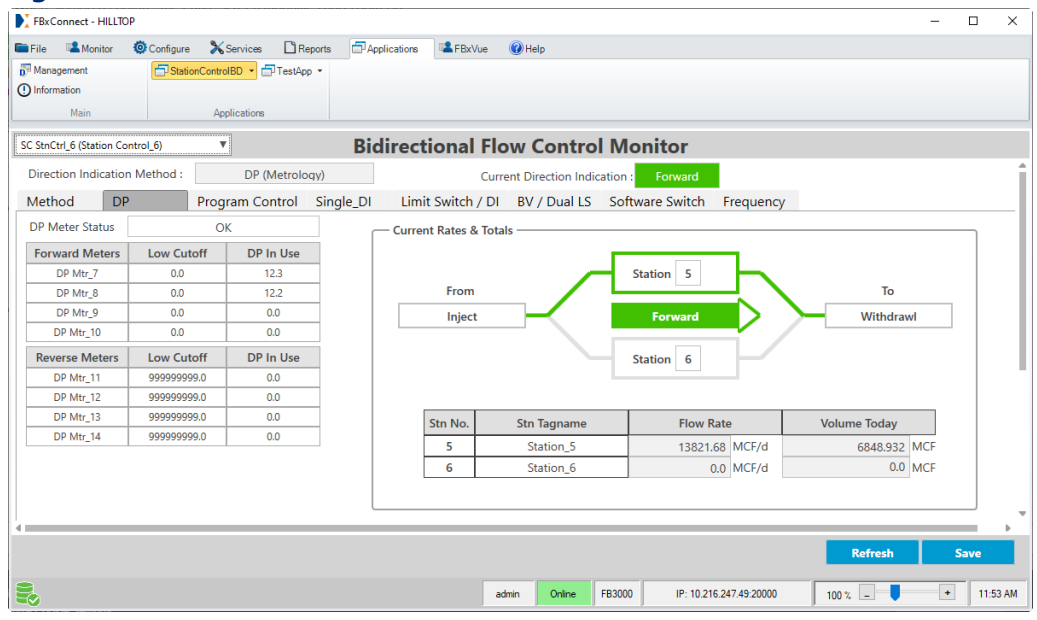 FBxConnect - HILLTOP
File Monitor Configure Services Reports Applications FBxVue Help
Management StationControlBD TestApp
Information
Main Applications
SC StnCtrl_6 (Station Control_6) Bidirectional Flow Control Monitor
Direction Indication Method : DP (Metrology) Current Direction Indication : Forward
Method DP Program Control Single_DI Limit Switch / DI BV / Dual LS Software Switch Frequency
DP Meter Status OK
Forward Meters Low Cutoff DP In Use
DP Mtr_7 0.0 12.3
DP Mtr_8 0.0 12.2
DP Mtr_9 0.0 0.0
DP Mtr_10 0.0 0.0
Reverse Meters Low Cutoff DP In Use
DP Mtr_11 999999999.0 0.0
DP Mtr_12 999999999.0 0.0
DP Mtr_13 999999999.0 0.0
DP Mtr_14 999999999.0 0.0
Current Rates & Totals
Station 5
From To
Inject Forward Withdrawl
Station 6
Stn No. Stn Tagname Flow Rate Volume Today
5 Station_5 13821.68 MCF/d 6848.932 MCF
6 Station_6 0.0 MCF/d 0.0 MCF
Refresh Save
admin Online FB3000 IP: 10.216.247.49:20000 100 % - + 11:53 AM